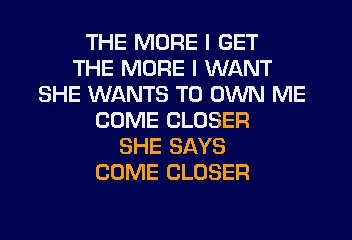 THE MORE I GET
THE MORE I WANT
SHE WANTS TO OWN ME
COME CLOSER
SHE SAYS
COME CLOSER